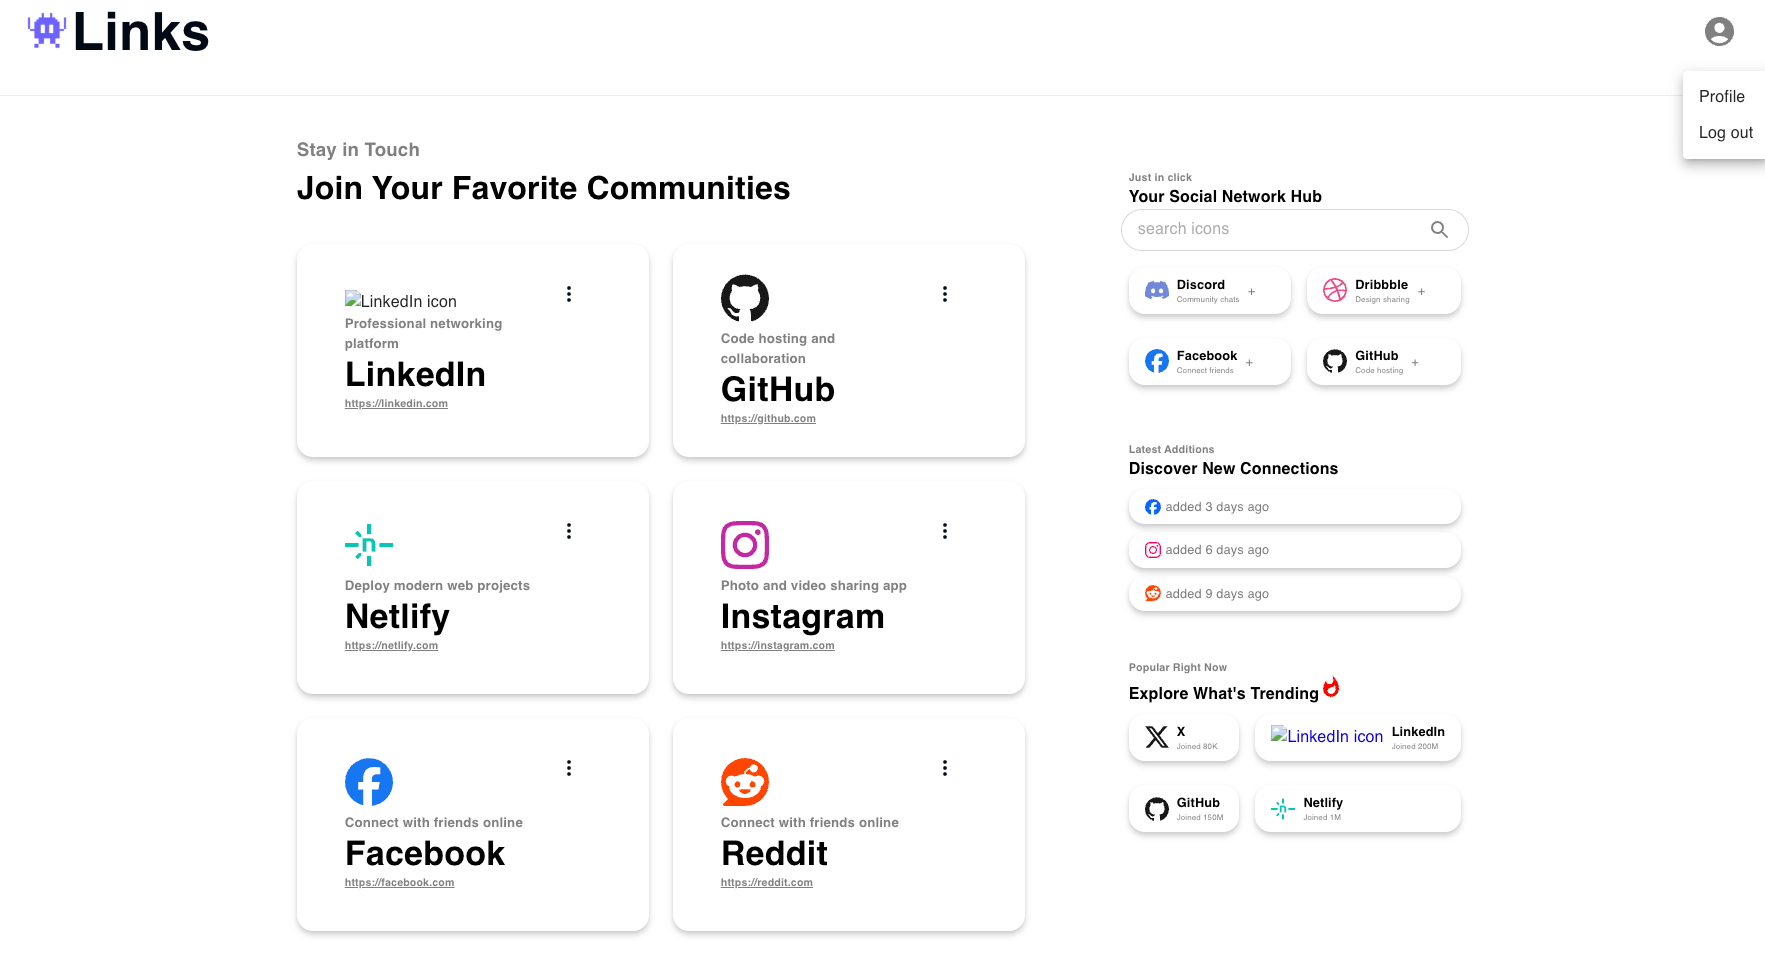 Links
Profile
Log out
Stay in Touch
Join Your Favorite Communities
LinkedIn icon
Professional networking
platform
LinkedIn
https://linkedin.com
Code hosting and
collaboration
GitHub
https://github.com
Deploy modern web projects
Netlify
https://netlify.com
Photo and video sharing app
Instagram
https://instagram.com
Connect with friends online
Facebook
https://facebook.com
Connect with friends online
Reddit
https://reddit.com
Just in click
Your Social Network Hub
search icons
Discord
Community chats
+
Dribbble
Design sharing
+
Facebook
Connect friends
+
GitHub
Code hosting
+
Latest Additions
Discover New Connections
added 3 days ago
added 6 days ago
added 9 days ago
Popular Right Now
Explore What's Trending
X
Joined 80K
LinkedIn icon
LinkedIn
Joined 200M
GitHub
Joined 150M
Netlify
Joined 1M